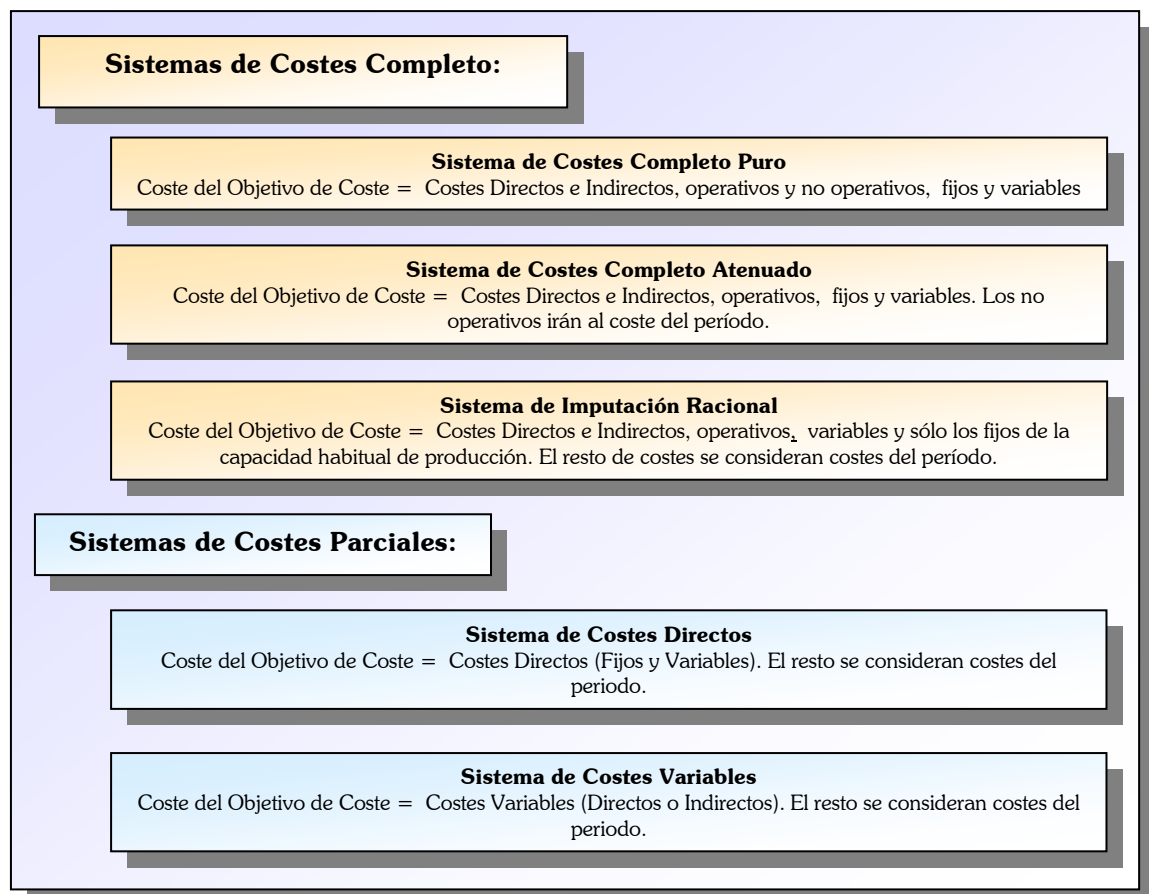 Sistemas de Costes Completo:
Sistema de Costes Completo Puro
Coste del Objetivo de Coste = Costes Directos e Indirectos, operativos y no operativos, fijos y variables
Sistema de Costes Completo Atenuado
Coste del Objetivo de Coste = Costes Directos e Indirectos, operativos, fijos y variables. Los no
operativos irán al coste del período.
Sistema de Imputación Racional
Coste del Objetivo de Coste = Costes Directos e Indirectos, operativos, variables y sólo los fijos de la
capacidad habitual de producción. El resto de costes se consideran costes del período.
Sistemas de Costes Parciales:
Sistema de Costes Directos
Coste del Objetivo de Coste = Costes Directos (Fijos y Variables). El resto se consideran costes del
periodo.
Sistema de Costes Variables
Coste del Objetivo de Coste = Costes Variables (Directos o Indirectos). El resto se consideran costes del
periodo.